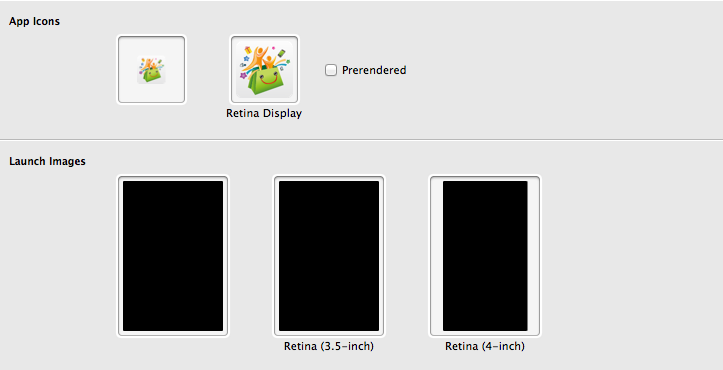 App Icons
Prerendered
Retina Display
Launch Images
Retina (3.5-inch)
Retina (4-inch)